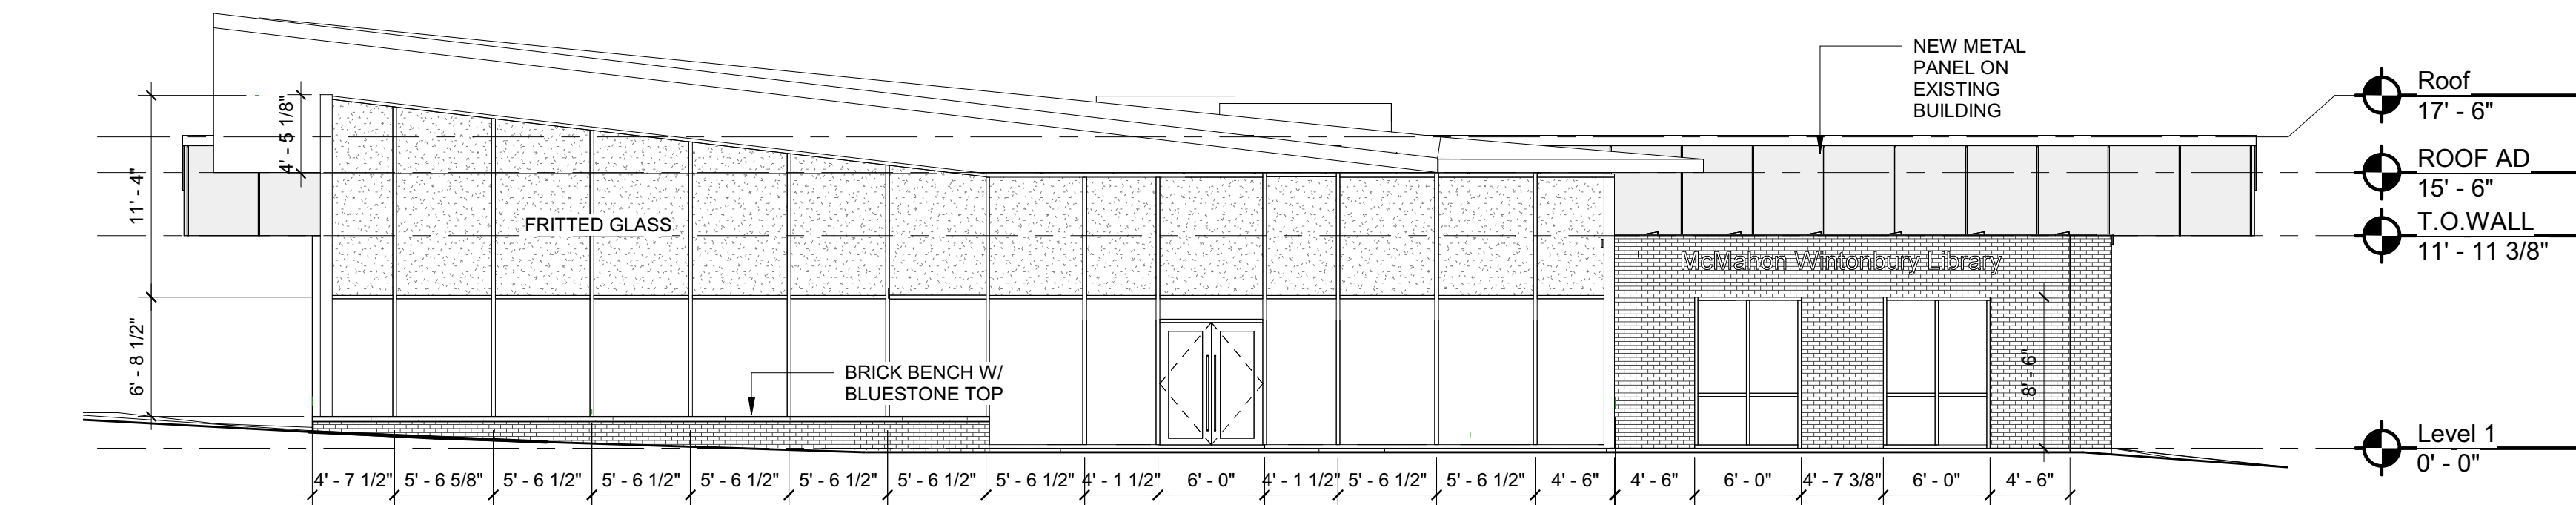 NEW METAL
PANEL ON
EXISTING
BUILDING
Roof
17' - 6"
ROOF AD
15' - 6"
T.O.WALL
11' - 11 3/8"
Level 1
0' - 0"
4' - 5 1/8"
11' - 4"
6' - 8 1/2"
FRITTED GLASS
BRICK BENCH W/
BLUESTONE TOP
McMahon Wintonbury Library
8' - 6"
4' - 7 1/2" 5' - 6 5/8" 5' - 6 1/2" 5' - 6 1/2" 5' - 6 1/2" 5' - 6 1/2" 5' - 6 1/2" 5' - 6 1/2" 4' - 1 1/2" 6' - 0" 4' - 1 1/2" 5' - 6 1/2" 5' - 6 1/2" 4' - 6" 4' - 6" 6' - 0" 4' - 7 3/8" 6' - 0" 4' - 6"